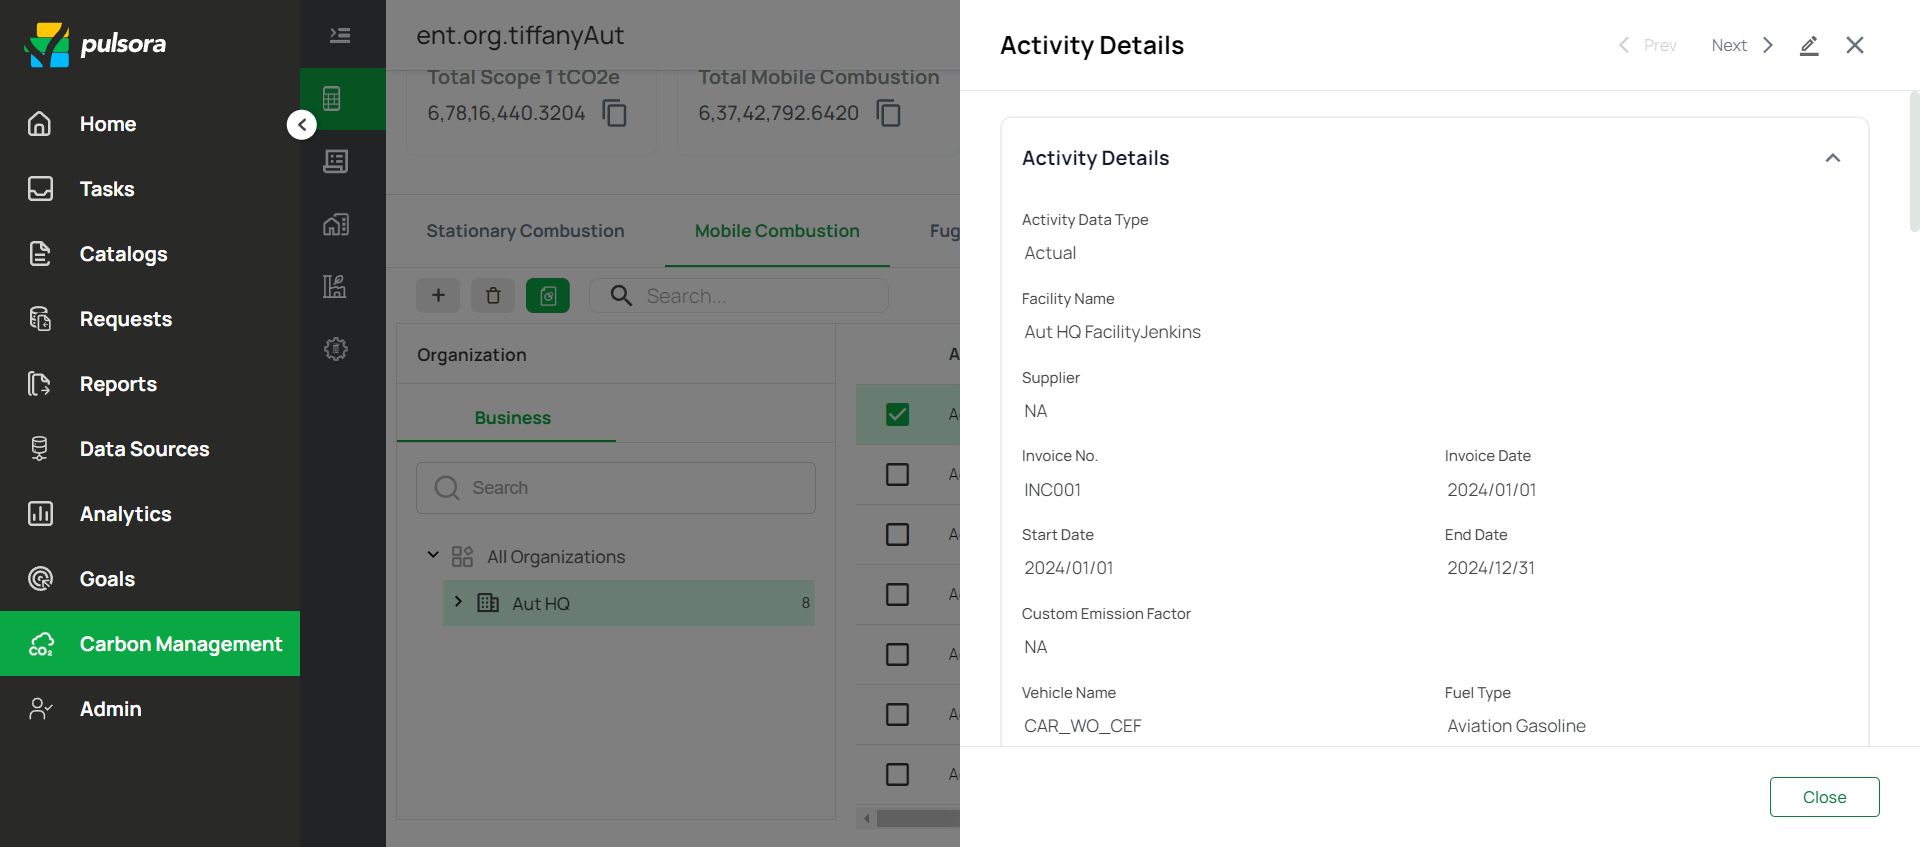 pulsora
Home
Tasks
Catalogs
Requests
Reports
Data Sources
Analytics
Goals
CO₂
Carbon Management
Admin
ent.org.tiffanyAut
Total Scope 1 tCO2e
6,78,16,440.3204
Total Mobile Combustion
6,37,42,792.6420
Stationary Combustion
Mobile Combustion
Fug
Search...
Organization
Business
Search
All Organizations
Aut HQ
8
A
A
A
A
A
A
A
A
Activity Details
Prev
Next
Activity Details
Activity Data Type
Actual
Facility Name
Aut HQ FacilityJenkins
Supplier
NA
Invoice No.
Invoice Date
INC001
2024/01/01
Start Date
End Date
2024/01/01
2024/12/31
Custom Emission Factor
NA
Vehicle Name
Fuel Type
CAR_WO_CEF
Aviation Gasoline
Close